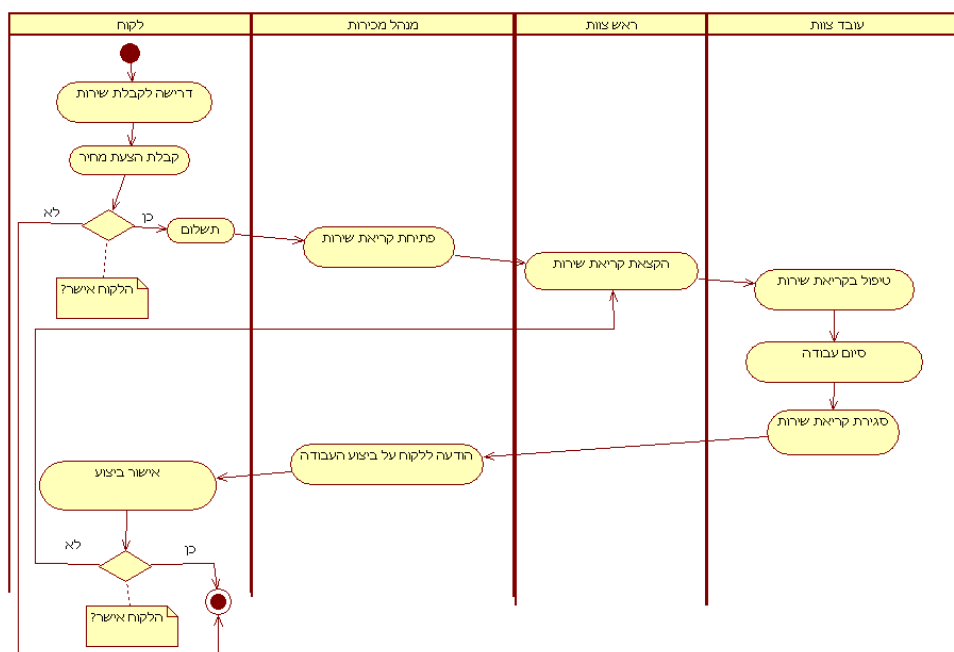 לקוח
מנהל מכירות
ראש צוות
עובד צוות
דרישה לקבלת שירות
קבלת הצעת מחיר
לא
כן
תשלום
הלקוח אישר?
פתיחת קריאת שירות
הקצאת קריאת שירות
טיפול בקריאת שירות
סיום עבודה
סגירת קריאת שירות
הודעה ללקוח על ביצוע העבודה
אישור ביצוע
לא
כן
הלקוח אישר?